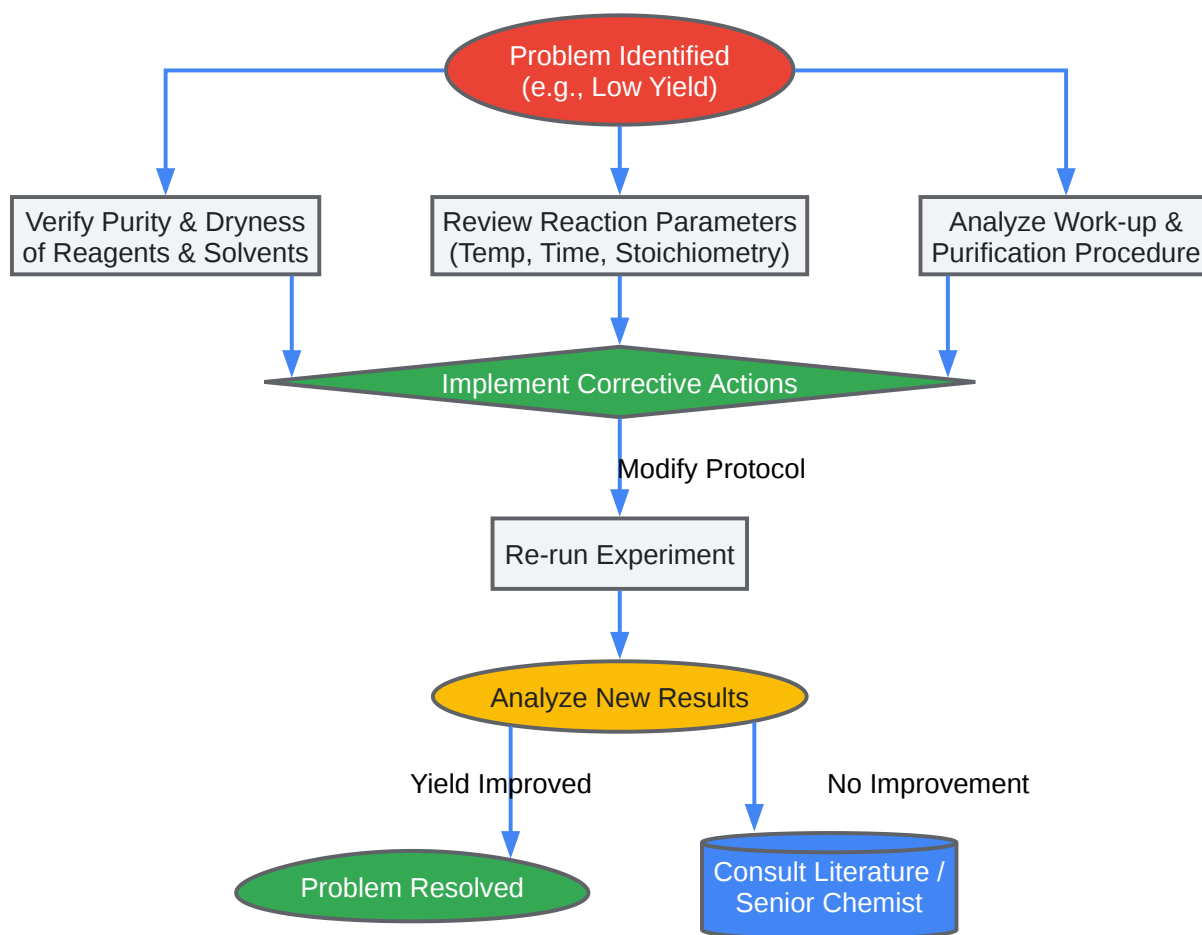 Problem Identified
(e.g., Low Yield)
Verify Purity & Dryness
of Reagents & Solvents
Review Reaction Parameters
(Temp, Time, Stoichiometry)
Analyze Work-up &
Purification Procedure
Implement Corrective Actions
Modify Protocol
Re-run Experiment
Analyze New Results
Yield Improved
No Improvement
Problem Resolved
Consult Literature /
Senior Chemist